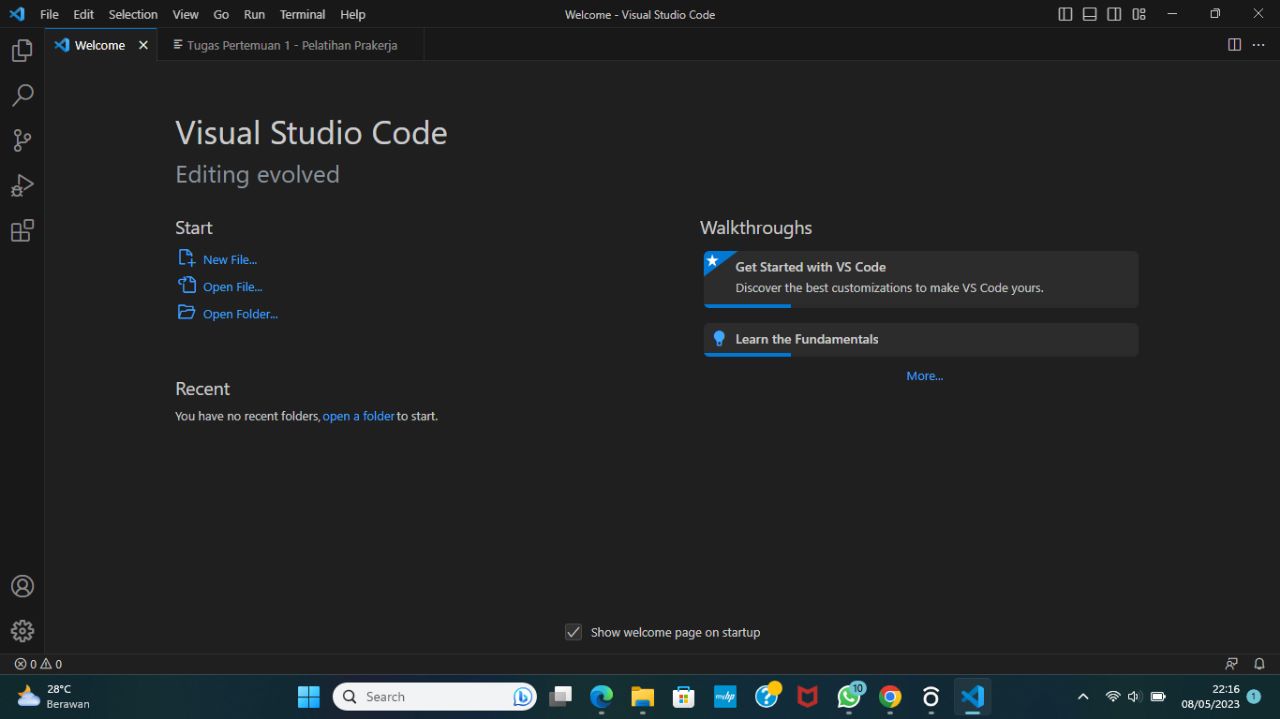 File Edit Selection View Go Run Terminal Help
Welcome - Visual Studio Code
Welcome
Tugas Pertemuan 1 - Pelatihan Prakerja
Visual Studio Code
Editing evolved
Start
New File...
Open File...
Open Folder...
Recent
You have no recent folders, open a folder to start.
Walkthroughs
Get Started with VS Code
Discover the best customizations to make VS Code yours.
Learn the Fundamentals
More...
Show welcome page on startup
0 0
28°C
Berawan
Search
mdp
10
22:16
08/05/2023
1